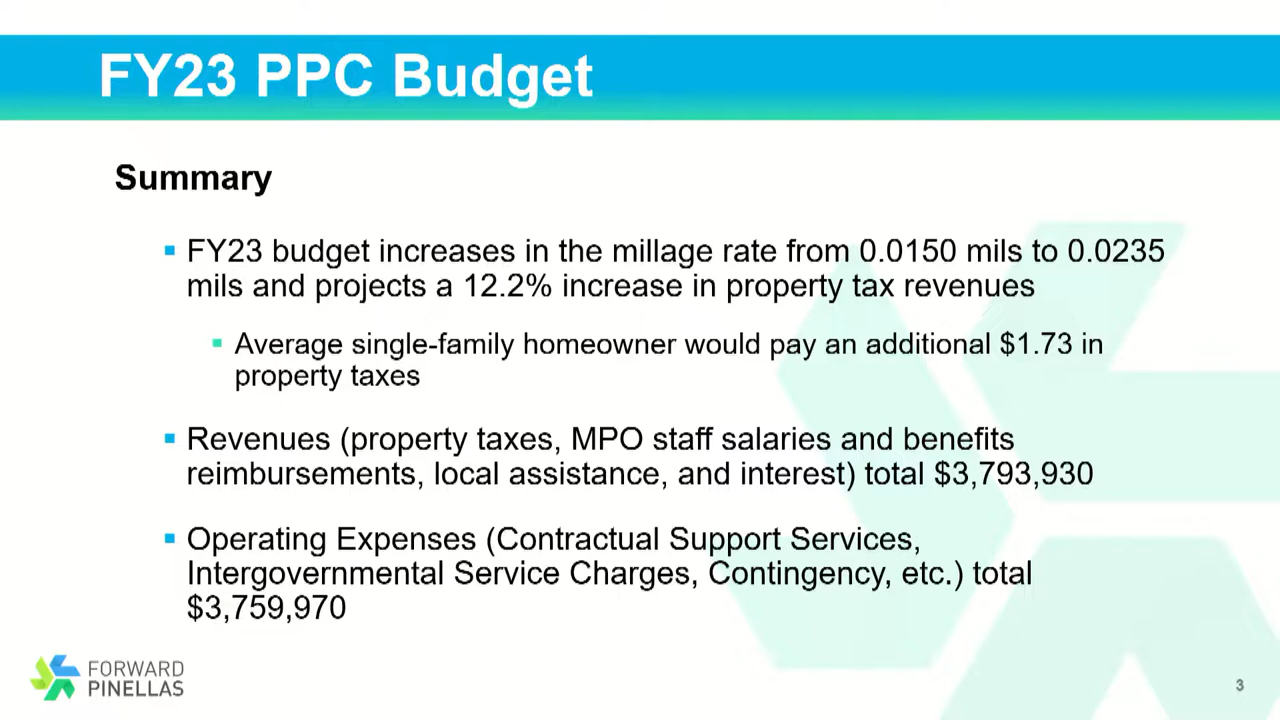 FY23 PPC Budget
Summary
▪ FY23 budget increases in the millage rate from 0.0150 mils to 0.0235
mils and projects a 12.2% increase in property tax revenues
▪ Average single-family homeowner would pay an additional $1.73 in
property taxes
▪ Revenues (property taxes, MPO staff salaries and benefits
reimbursements, local assistance, and interest) total $3,793,930
▪ Operating Expenses (Contractual Support Services,
Intergovernmental Service Charges, Contingency, etc.) total
$3,759,970
FORWARD
PINELLAS
3